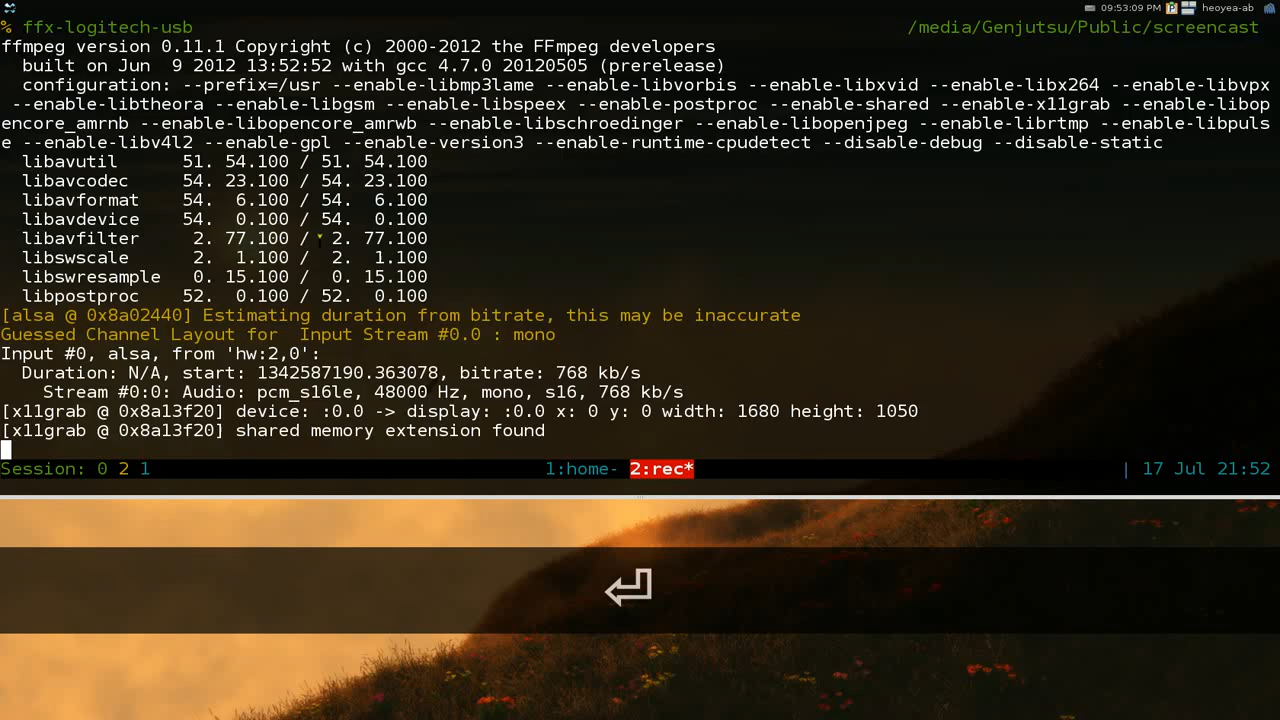 09:53:09 PM heoyea-ab
% ffx-logitech-usb /media/Genjutsu/Public/screencast
ffmpeg version 0.11.1 Copyright (c) 2000-2012 the FFmpeg developers
  built on Jun  9 2012 13:52:52 with gcc 4.7.0 20120505 (prerelease)
  configuration: --prefix=/usr --enable-libmp3lame --enable-libvorbis --enable-libxvid --enable-libx264 --enable-libvpx
 --enable-libtheora --enable-libgsm --enable-libspeex --enable-postproc --enable-shared --enable-x11grab --enable-libop
encore_amrnb --enable-libopencore_amrwb --enable-libschroedinger --enable-libopenjpeg --enable-librtmp --enable-libpuls
e --enable-libv4l2 --enable-gpl --enable-version3 --enable-runtime-cpudetect --disable-debug --disable-static
  libavutil      51. 54.100 / 51. 54.100
  libavcodec     54. 23.100 / 54. 23.100
  libavformat    54.  6.100 / 54.  6.100
  libavdevice    54.  0.100 / 54.  0.100
  libavfilter     2. 77.100 /  2. 77.100
  libswscale      2.  1.100 /  2.  1.100
  libswresample   0. 15.100 /  0. 15.100
  libpostproc    52.  0.100 / 52.  0.100
[alsa @ 0x8a02440] Estimating duration from bitrate, this may be inaccurate
Guessed Channel Layout for  Input Stream #0.0 : mono
Input #0, alsa, from 'hw:2,0':
  Duration: N/A, start: 1342587190.363078, bitrate: 768 kb/s
    Stream #0:0: Audio: pcm_s16le, 48000 Hz, mono, s16, 768 kb/s
[x11grab @ 0x8a13f20] device: :0.0 -> display: :0.0 x: 0 y: 0 width: 1680 height: 1050
[x11grab @ 0x8a13f20] shared memory extension found
Session: 0 2 1 1:home- 2:rec* | 17 Jul 21:52